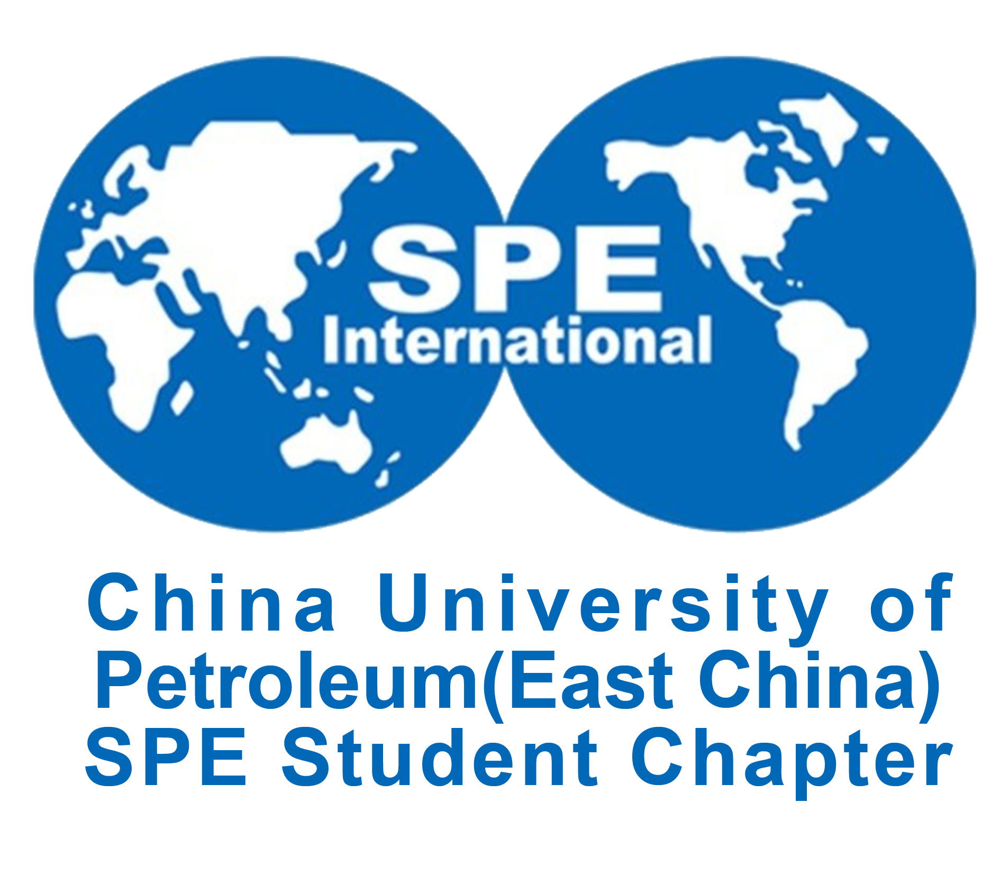 SPE
International
China University of
Petroleum(East China)
SPE Student Chapter